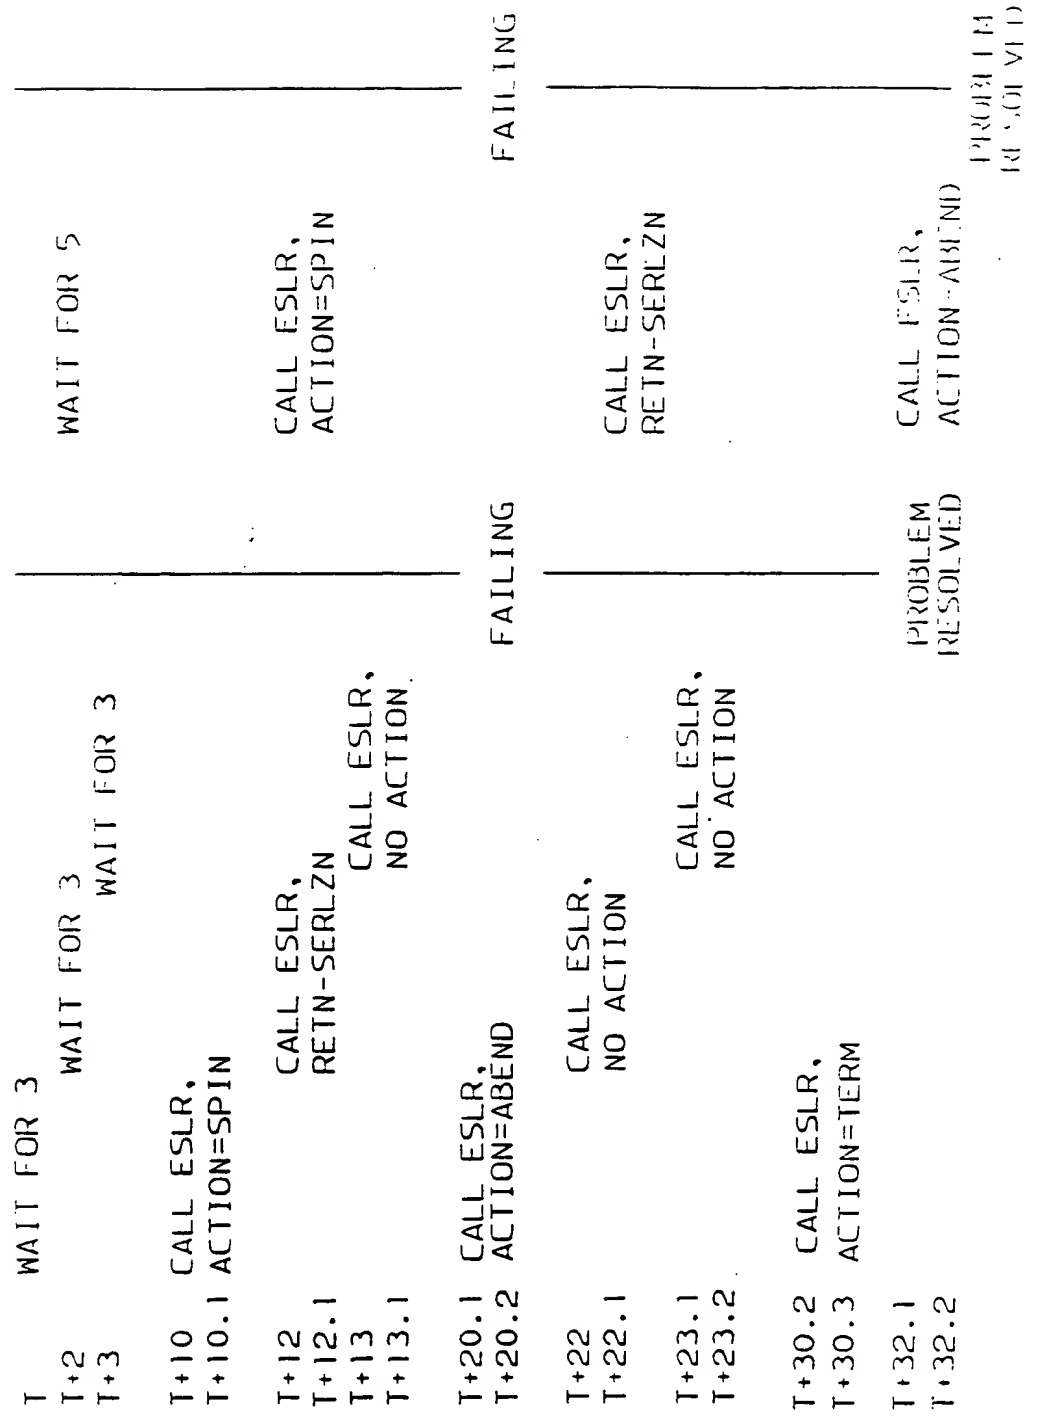 T WAIT FOR 3
T+2 WAIT FOR 3 WAIT FOR 5
T+3 WAIT FOR 3
T+10 CALL ESLR,
T+10.1 ACTION=SPIN
T+12 CALL ESLR, CALL ESLR,
T+12.1 RETN-SERLZN ACTION=SPIN
T+13 CALL ESLR,
T+13.1 NO ACTION
T+20.1 CALL ESLR,
T+20.2 ACTION=ABEND FAILING FAILING
T+22 CALL ESLR, CALL ESLR,
T+22.1 NO ACTION RETN-SERLZN
T+23.1 CALL ESLR,
T+23.2 NO ACTION
T+30.2 CALL ESLR,
T+30.3 ACTION=TERM
T+32.1 PROBLEM CALL ESLR,
T+32.2 RESOLVED ACTION-ABEND
PROBLEM
RESOLVED